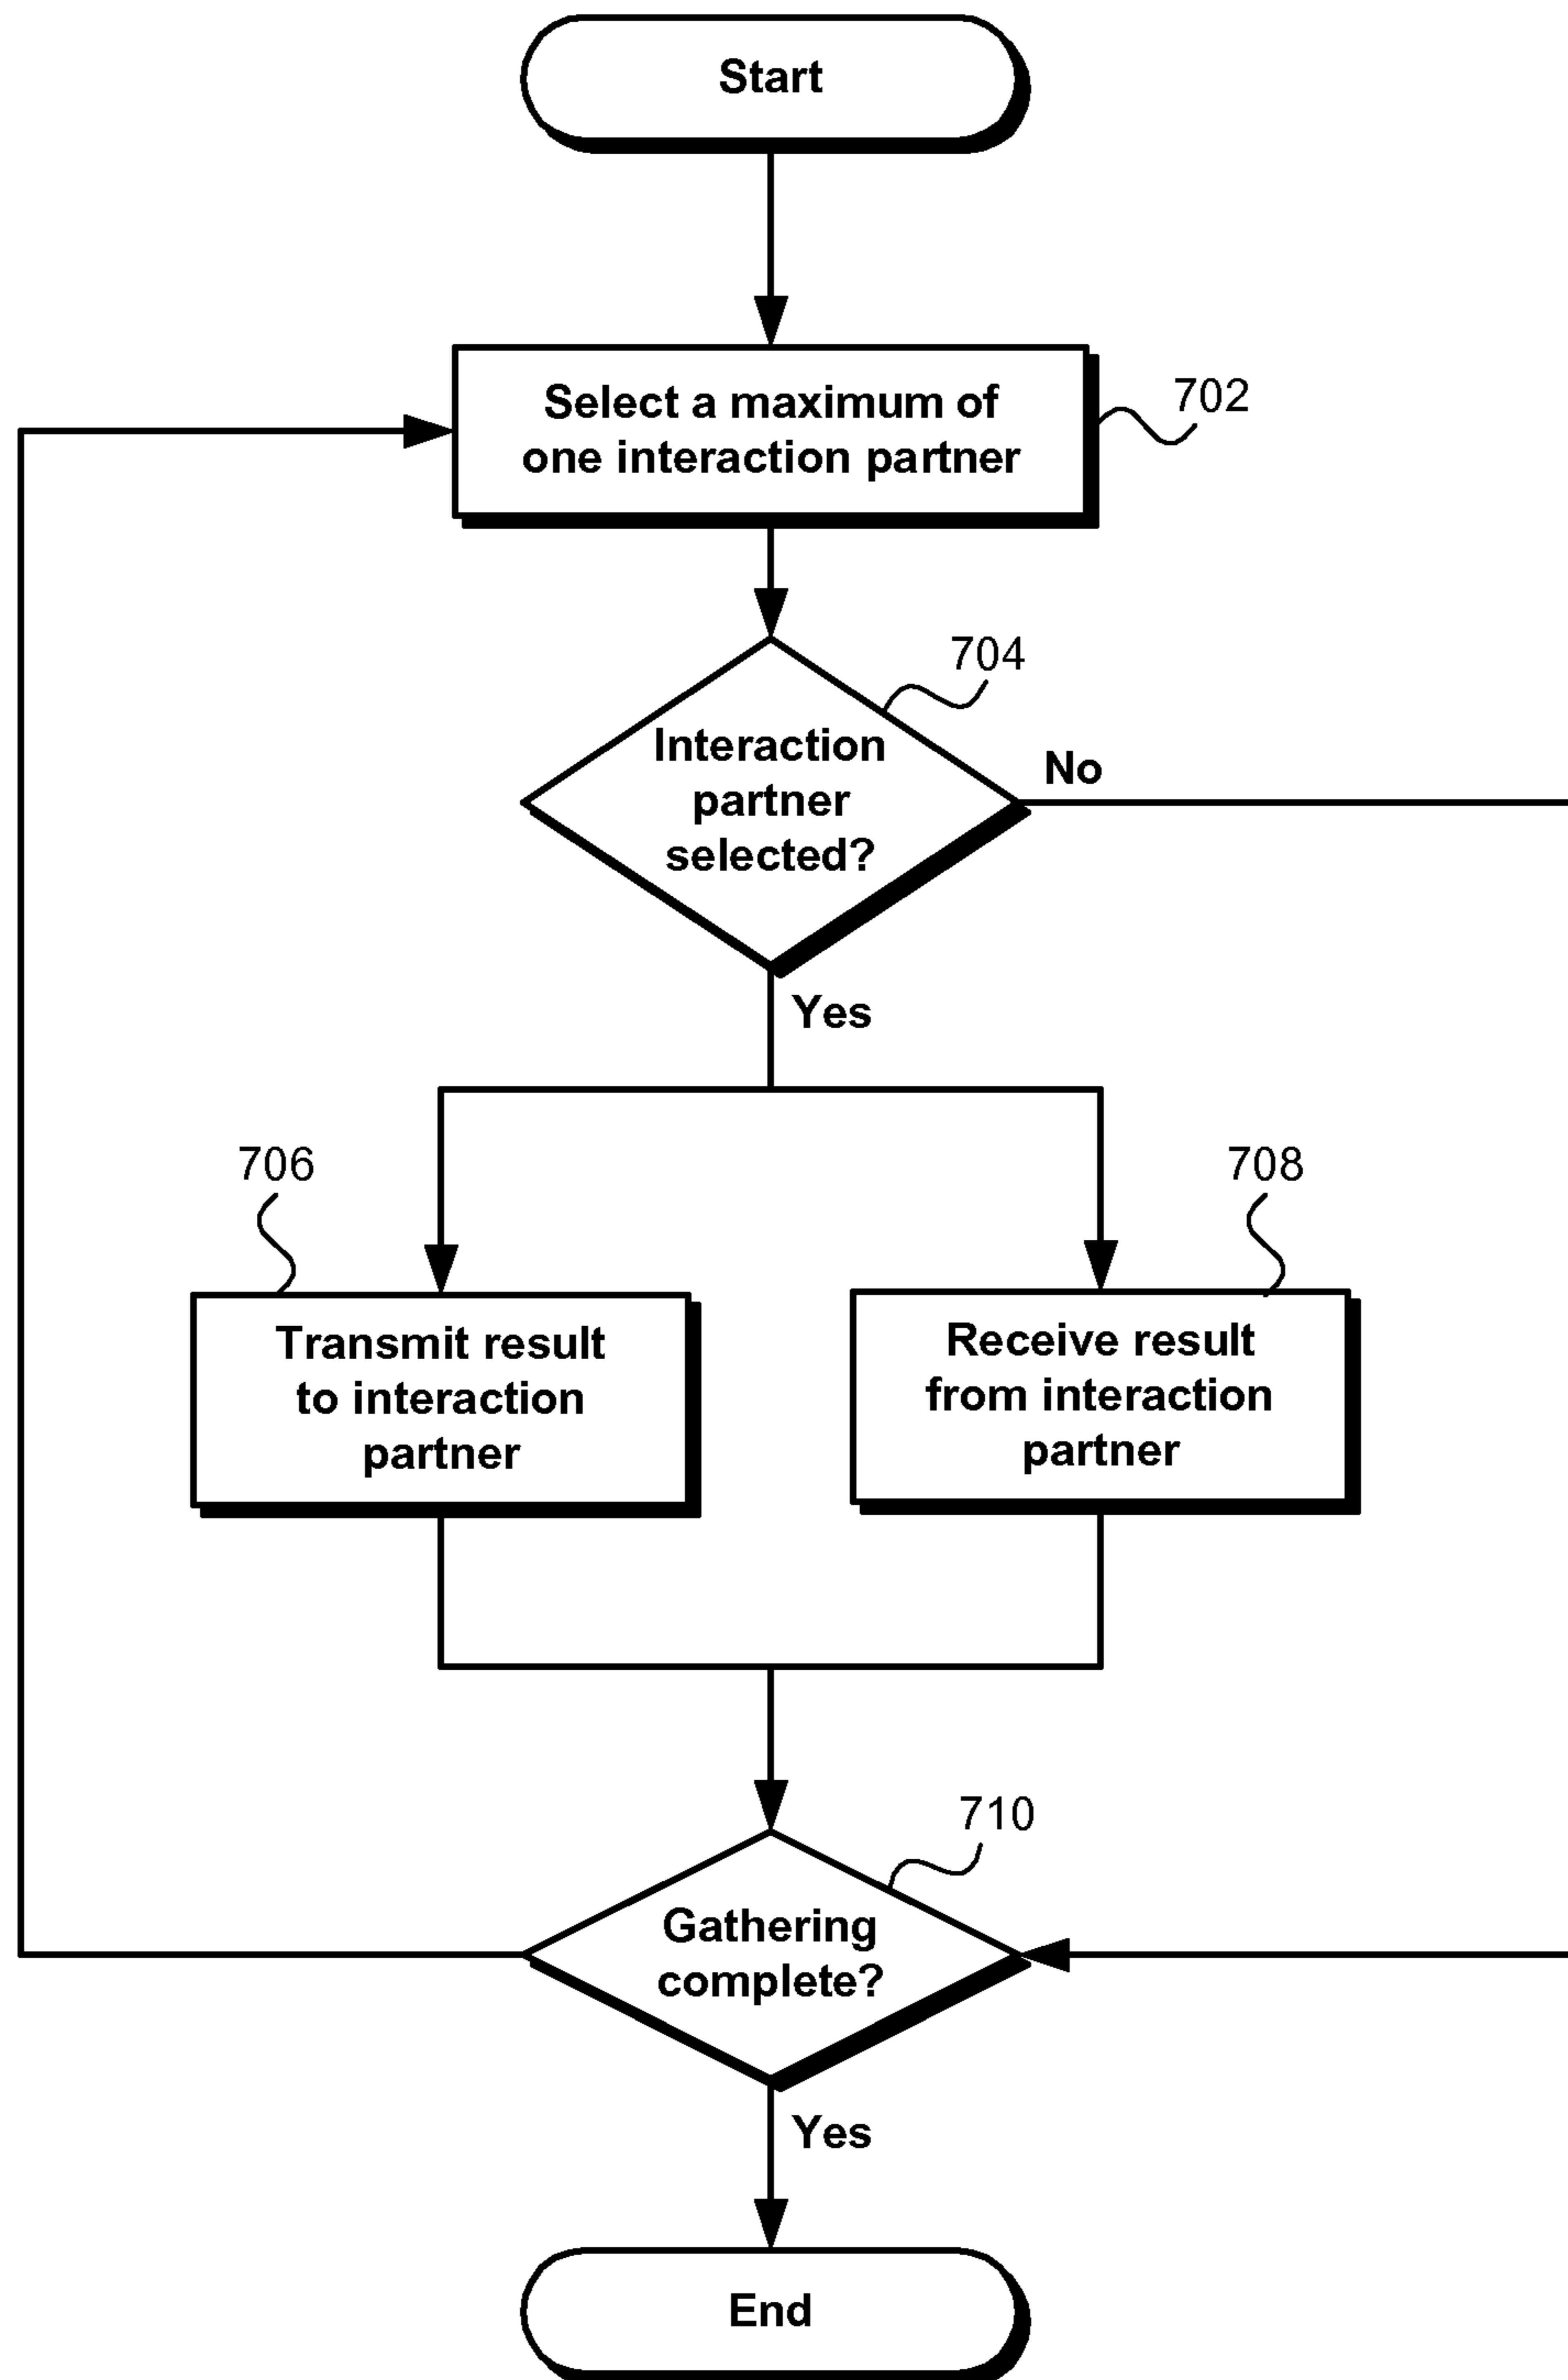 Start
Select a maximum of
one interaction partner
702
704
Interaction
partner
selected?
No
Yes
706
708
Transmit result
to interaction
partner
Receive result
from interaction
partner
710
Gathering
complete?
Yes
End